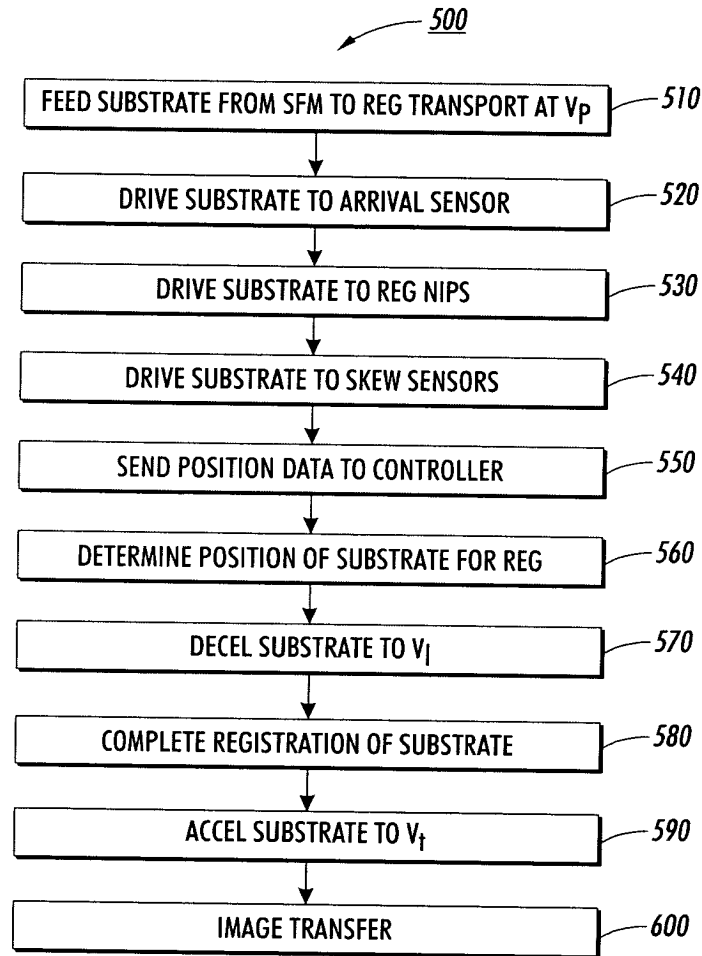 500
FEED SUBSTRATE FROM SFM TO REG TRANSPORT AT VP
510
DRIVE SUBSTRATE TO ARRIVAL SENSOR
520
DRIVE SUBSTRATE TO REG NIPS
530
DRIVE SUBSTRATE TO SKEW SENSORS
540
SEND POSITION DATA TO CONTROLLER
550
DETERMINE POSITION OF SUBSTRATE FOR REG
560
DECEL SUBSTRATE TO Vl
570
COMPLETE REGISTRATION OF SUBSTRATE
580
ACCEL SUBSTRATE TO Vt
590
IMAGE TRANSFER
600